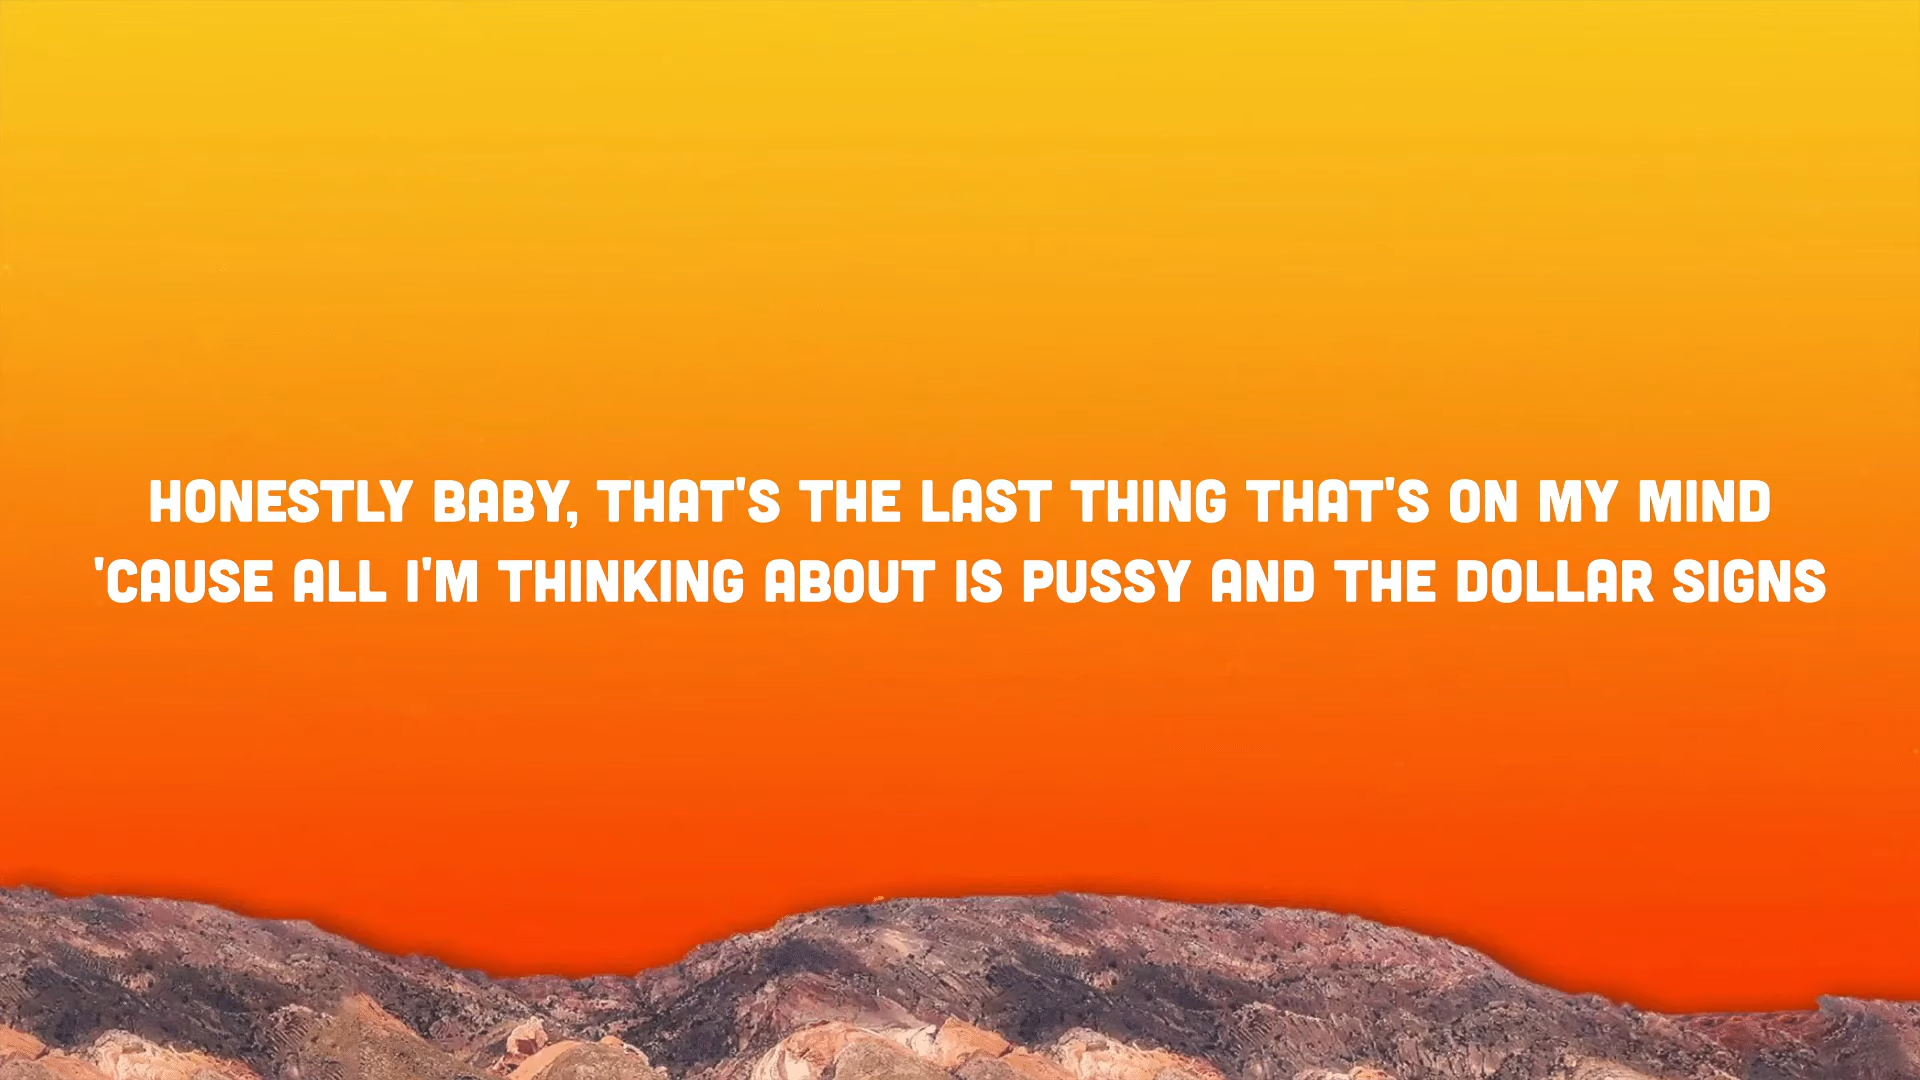 HONESTLY BABY, THAT'S THE LAST THING THAT'S ON MY MIND
'CAUSE ALL I'M THINKING ABOUT IS PUSSY AND THE DOLLAR SIGNS